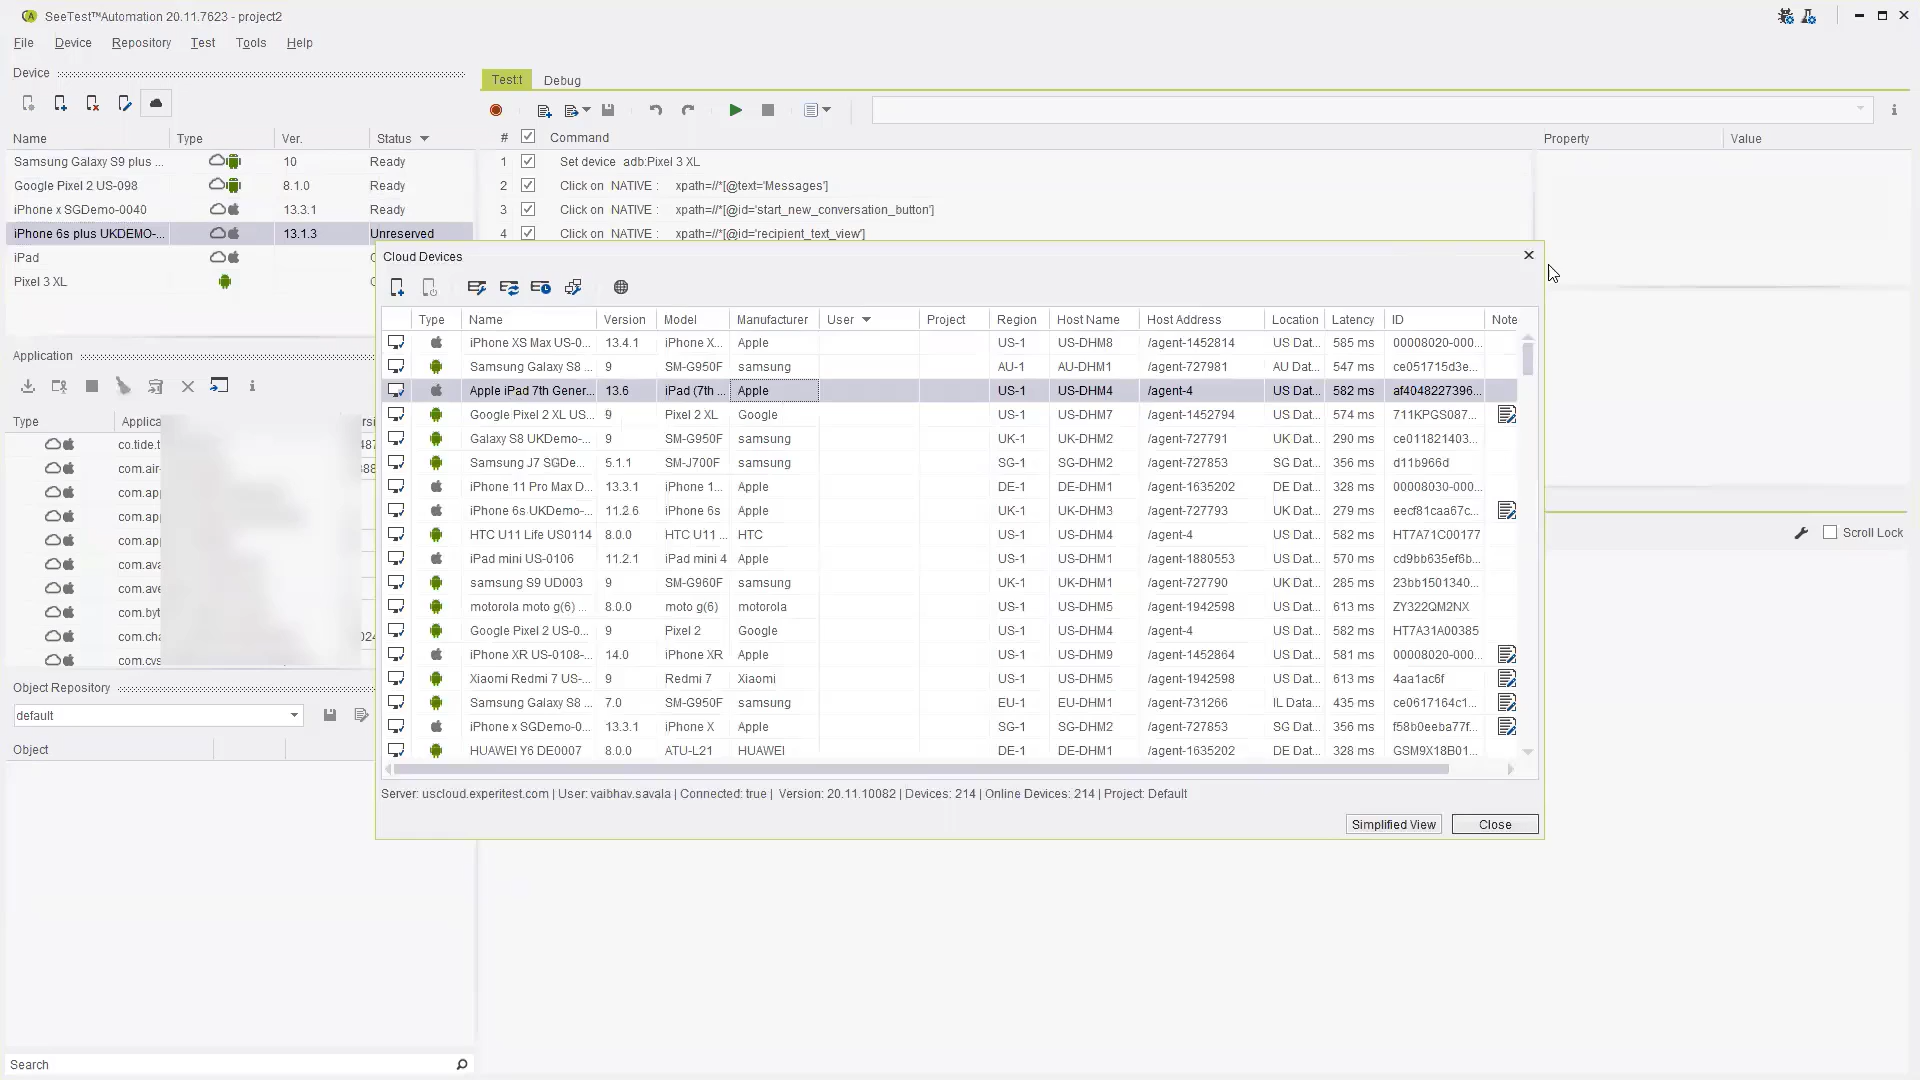 SeeTest™Automation 20.11.7623 - project2
File Device Repository Test Tools Help
Device
Name Type Ver. Status
Samsung Galaxy S9 plus ... 10 Ready
Google Pixel 2 US-098 8.1.0 Ready
iPhone x SGDemo-0040 13.3.1 Ready
iPhone 6s plus UKDEMO-... 13.1.3 Unreserved
iPad
Pixel 3 XL
Application
Type Applica
co.tide.t
com.air-
com.app
com.app
com.app
com.ava
com.ave
com.byt
com.cha
com.cvs
Object Repository
default
Object
Search
Test:t Debug
# Command
1 Set device adb:Pixel 3 XL
2 Click on NATIVE : xpath=//*[@text='Messages']
3 Click on NATIVE : xpath=//*[@id='start_new_conversation_button']
4 Click on NATIVE : xpath=//*[@id='recipient_text_view']
Property Value
Scroll Lock
Cloud Devices
Type Name Version Model Manufacturer User Project Region Host Name Host Address Location Latency ID Note
iPhone XS Max US-0... 13.4.1 iPhone X... Apple US-1 US-DHM8 /agent-1452814 US Dat... 585 ms 00008020-000...
Samsung Galaxy S8 ... 9 SM-G950F samsung AU-1 AU-DHM1 /agent-727981 AU Dat... 547 ms ce051715d3e...
Apple iPad 7th Gener... 13.6 iPad (7th ... Apple US-1 US-DHM4 /agent-4 US Dat... 582 ms af4048227396...
Google Pixel 2 XL US... 9 Pixel 2 XL Google US-1 US-DHM7 /agent-1452794 US Dat... 574 ms 711KPGS087...
Galaxy S8 UKDemo-... 9 SM-G950F samsung UK-1 UK-DHM2 /agent-727791 UK Dat... 290 ms ce011821403...
Samsung J7 SGDe... 5.1.1 SM-J700F samsung SG-1 SG-DHM2 /agent-727853 SG Dat... 356 ms d11b966d
iPhone 11 Pro Max D... 13.3.1 iPhone 1... Apple DE-1 DE-DHM1 /agent-1635202 DE Dat... 328 ms 00008030-000...
iPhone 6s UKDemo-... 11.2.6 iPhone 6s Apple UK-1 UK-DHM3 /agent-727793 UK Dat... 279 ms eecf81caa67c...
HTC U11 Life US0114 8.0.0 HTC U11 ... HTC US-1 US-DHM4 /agent-4 US Dat... 582 ms HT7A71C00177
iPad mini US-0106 11.2.1 iPad mini 4 Apple US-1 US-DHM1 /agent-1880553 US Dat... 570 ms cd9bb635ef6b...
samsung S9 UD003 9 SM-G960F samsung UK-1 UK-DHM1 /agent-727790 UK Dat... 285 ms 23bb1501340...
motorola moto g(6) ... 8.0.0 moto g(6) motorola US-1 US-DHM5 /agent-1942598 US Dat... 613 ms ZY322QM2NX
Google Pixel 2 US-0... 9 Pixel 2 Google US-1 US-DHM4 /agent-4 US Dat... 582 ms HT7A31A00385
iPhone XR US-0108-... 14.0 iPhone XR Apple US-1 US-DHM9 /agent-1452864 US Dat... 581 ms 00008020-000...
Xiaomi Redmi 7 US-... 9 Redmi 7 Xiaomi US-1 US-DHM5 /agent-1942598 US Dat... 613 ms 4aa1ac6f
Samsung Galaxy S8 ... 7.0 SM-G950F samsung EU-1 EU-DHM1 /agent-731266 IL Data... 435 ms ce0617164c1...
iPhone x SGDemo-0... 13.3.1 iPhone X Apple SG-1 SG-DHM2 /agent-727853 SG Dat... 356 ms f58b0eeba77f...
HUAWEI Y6 DE0007 8.0.0 ATU-L21 HUAWEI DE-1 DE-DHM1 /agent-1635202 DE Dat... 328 ms GSM9X18B01...
Server: uscloud.experitest.com | User: vaibhav.savala | Connected: true | Version: 20.11.10082 | Devices: 214 | Online Devices: 214 | Project: Default
Simplified View Close